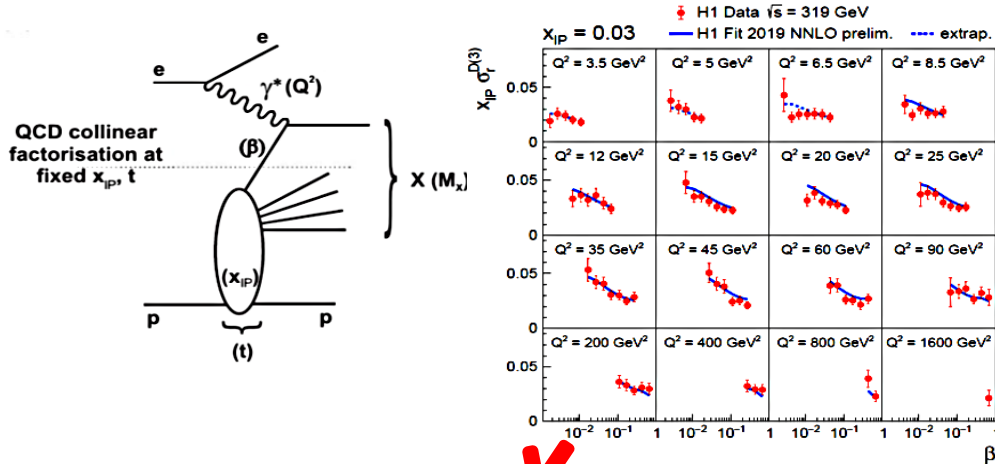 e
e
γ*(Q²)
QCD collinear
factorisation at
fixed x_IP, t
(β)
X (Mₓ)
(x_IP)
p
p
(t)
H1 Data √s = 319 GeV
x_IP = 0.03
H1 Fit 2019 NNLO prelim.
extrap.
x_IP σ_r^D(3)
Q² = 3.5 GeV²
Q² = 5 GeV²
Q² = 6.5 GeV²
Q² = 8.5 GeV²
0.05
0
Q² = 12 GeV²
Q² = 15 GeV²
Q² = 20 GeV²
Q² = 25 GeV²
0.05
0
Q² = 35 GeV²
Q² = 45 GeV²
Q² = 60 GeV²
Q² = 90 GeV²
0.05
0
Q² = 200 GeV²
Q² = 400 GeV²
Q² = 800 GeV²
Q² = 1600 GeV²
0.05
0
10⁻² 10⁻¹ 1 10⁻² 10⁻¹ 1 10⁻² 10⁻¹ 1 10⁻² 10⁻¹ 1
β